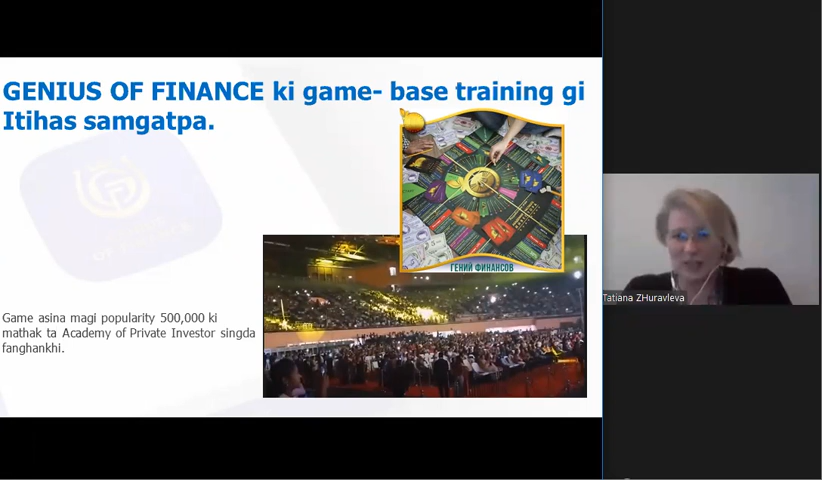 GENIUS OF FINANCE ki game- base training gi
Itihas samgatpa.
ГЕНИЙ ФИНАНСОВ
Game asina magi popularity 500,000 ki
mathak ta Academy of Private Investor singda
fanghankhi.
Tatiana ZHuravleva